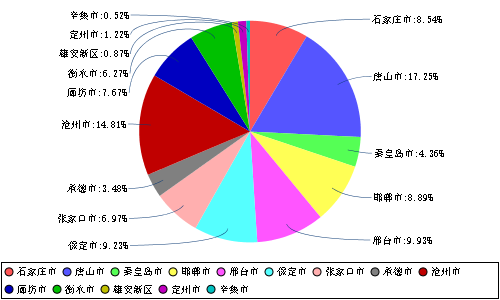 辛集市:0.52%
定州市:1.22%
雄安新区:0.87%
衡水市:6.27%
廊坊市:7.67%
沧州市:14.81%
承德市:3.48%
张家口市:6.97%
保定市:9.23%
石家庄市:8.54%
唐山市:17.25%
秦皇岛市:4.36%
邯郸市:8.89%
邢台市:9.93%
石家庄市 唐山市 秦皇岛市 邯郸市 邢台市 保定市 张家口市 承德市 沧州市
廊坊市 衡水市 雄安新区 定州市 辛集市